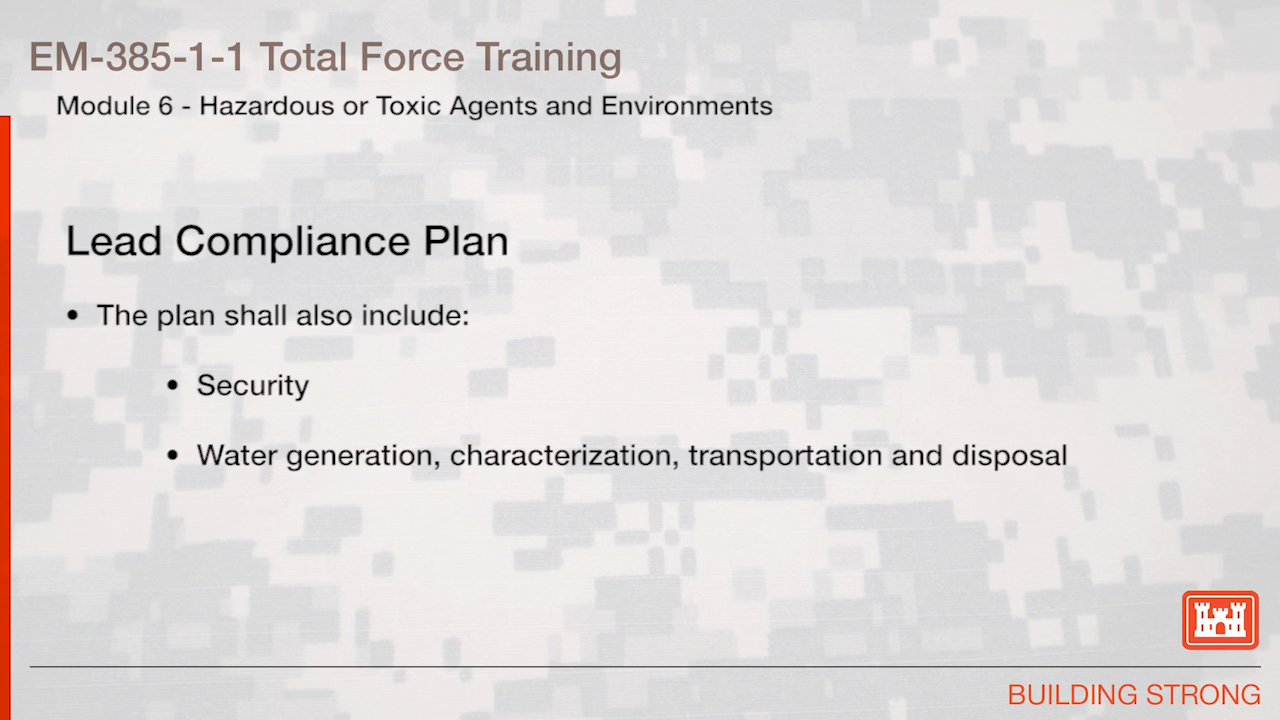 EM-385-1-1 Total Force Training
Module 6 - Hazardous or Toxic Agents and Environments
Lead Compliance Plan
• The plan shall also include:
• Security
• Water generation, characterization, transportation and disposal
BUILDING STRONG